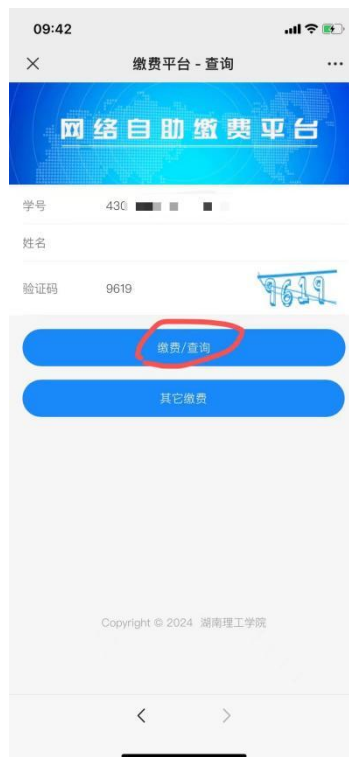 09:42
缴费平台 - 查询
网络自助缴费平台
学号 430
姓名
验证码 9619 9619
缴费/查询
其它缴费
Copyright © 2024 湖南理工学院